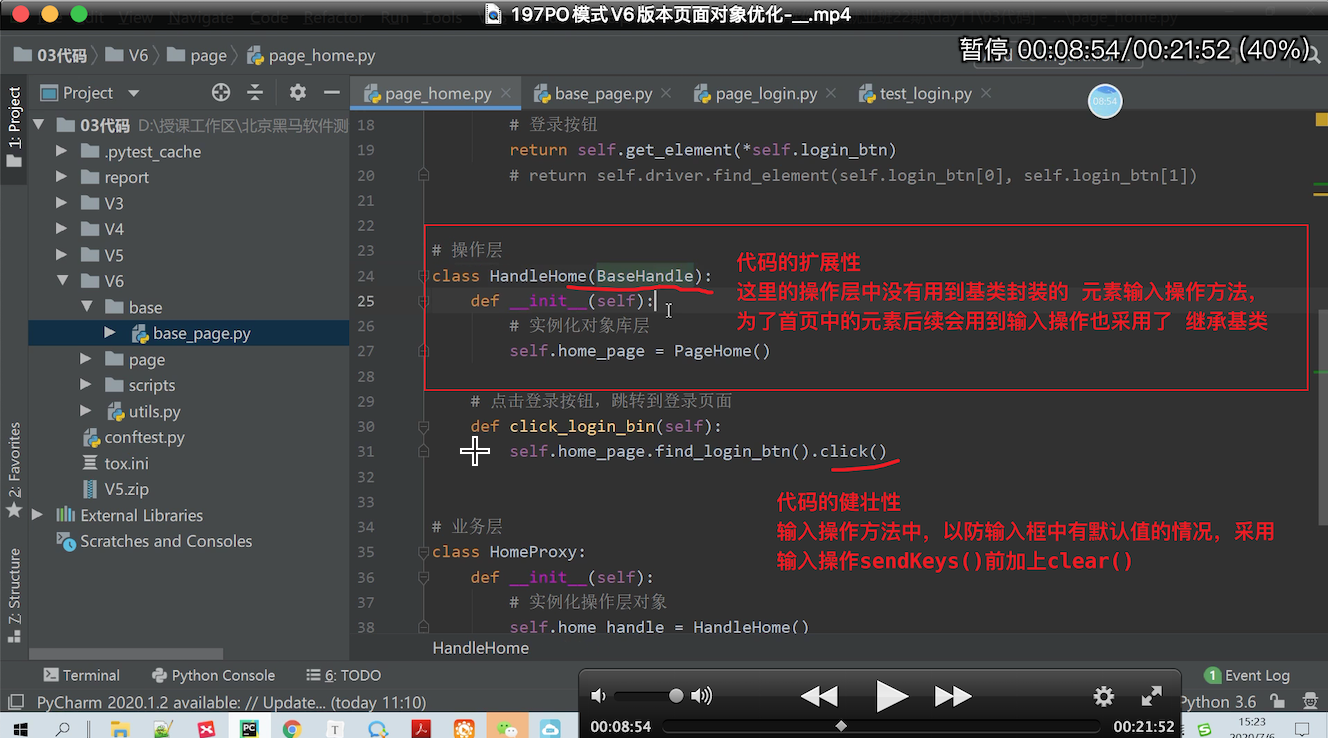 197PO模式V6版本页面对象优化-__.mp4
03代码 V6 page page_home.py
暂停 00:08:54/00:21:52 (40%)
Project
page_home.py
base_page.py
page_login.py
test_login.py
08:54
1: Project
03代码 D:\授课工作区\北京黑马软件测
.pytest_cache
report
V3
V4
V5
V6
base
base_page.py
page
scripts
utils.py
conftest.py
tox.ini
V5.zip
External Libraries
Scratches and Consoles
2: Favorites
7: Structure
18 # 登录按钮
19 return self.get_element(*self.login_btn)
20 # return self.driver.find_element(self.login_btn[0], self.login_btn[1])
21
22
23 # 操作层
24 class HandleHome(BaseHandle):
25 def __init__(self):
26 # 实例化对象库层
27 self.home_page = PageHome()
28
29 # 点击登录按钮，跳转到登录页面
30 def click_login_bin(self):
31 self.home_page.find_login_btn().click()
32
33
34 # 业务层
35 class HomeProxy:
36 def __init__(self):
37 # 实例化操作层对象
38 self.home_handle = HandleHome()
代码的扩展性
这里的操作层中没有用到基类封装的 元素输入操作方法，
为了首页中的元素后续会用到输入操作也采用了 继承基类
代码的健壮性
输入操作方法中，以防输入框中有默认值的情况，采用
输入操作sendKeys()前加上clear()
HandleHome
Terminal
Python Console
6: TODO
1 Event Log
PyCharm 2020.1.2 available: // Update... (today 11:10)
Python 3.6
00:08:54
00:21:52
15:23
2020/7/6